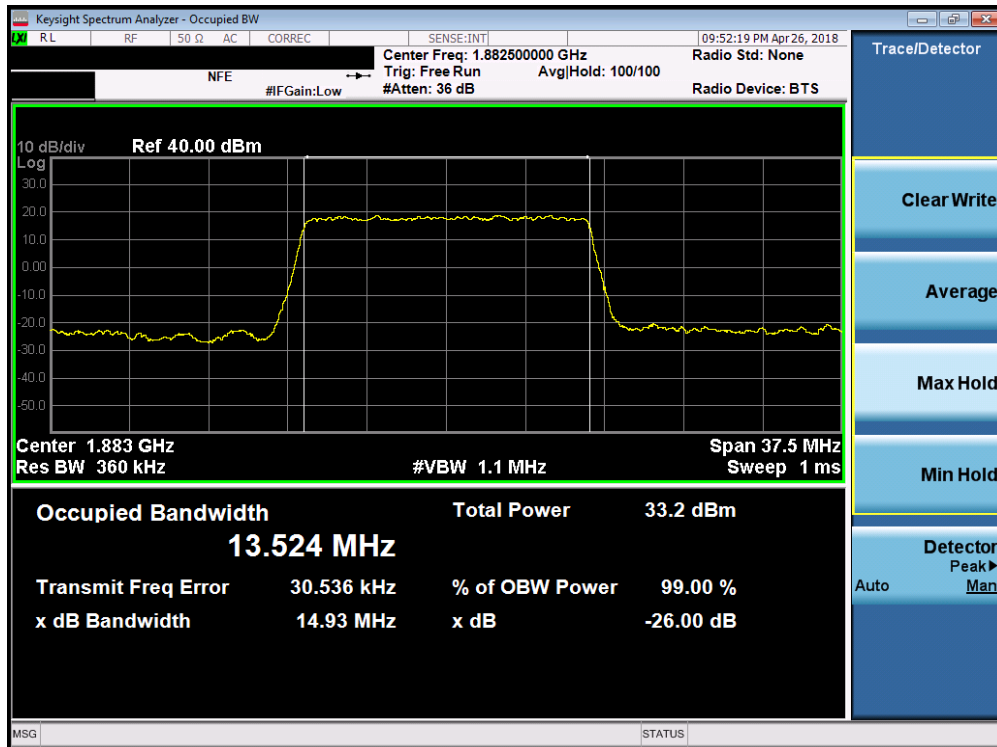 Keysight Spectrum Analyzer - Occupied BW
LXI RL RF 50 Ω AC CORREC SENSE:INT 09:52:19 PM Apr 26, 2018
Center Freq: 1.882500000 GHz Radio Std: None
NFE Trig: Free Run Avg|Hold: 100/100
#IFGain:Low #Atten: 36 dB Radio Device: BTS
10 dB/div Ref 40.00 dBm
Log
30.0
20.0
10.0
0.00
-10.0
-20.0
-30.0
-40.0
-50.0
Center 1.883 GHz Span 37.5 MHz
Res BW 360 kHz #VBW 1.1 MHz Sweep 1 ms
Occupied Bandwidth Total Power 33.2 dBm
13.524 MHz
Transmit Freq Error 30.536 kHz % of OBW Power 99.00 %
x dB Bandwidth 14.93 MHz x dB -26.00 dB
MSG STATUS
Trace/Detector
Clear Write
Average
Max Hold
Min Hold
Detector
Peak▶
Auto Man